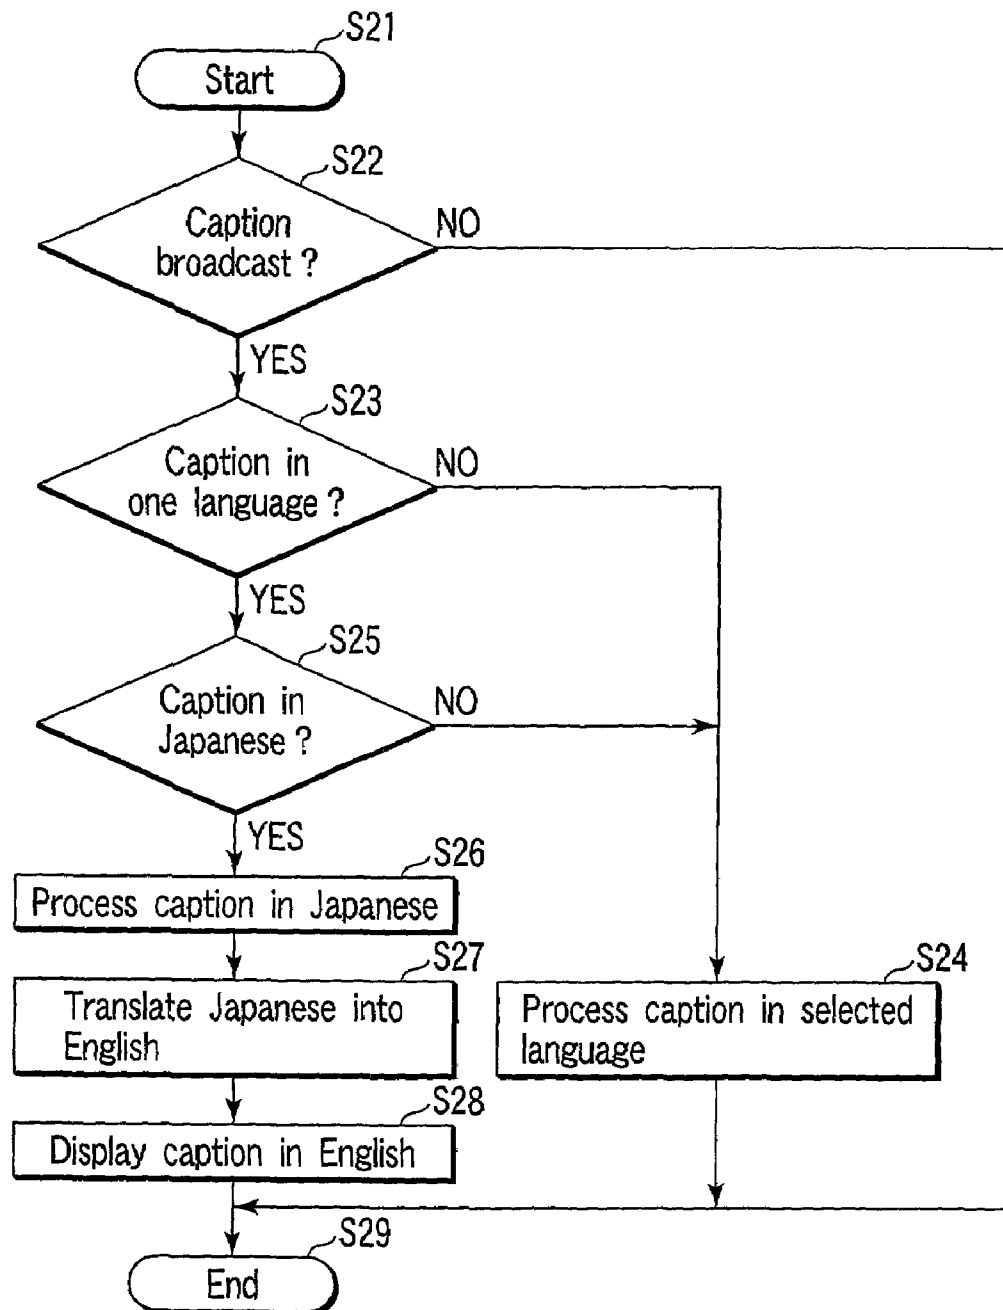 S21
Start
S22
Caption
broadcast ?
NO
YES
S23
Caption in
one language ?
NO
YES
S25
Caption in
Japanese ?
NO
YES
S26
Process caption in Japanese
S27
Translate Japanese into
English
S24
Process caption in selected
language
S28
Display caption in English
S29
End